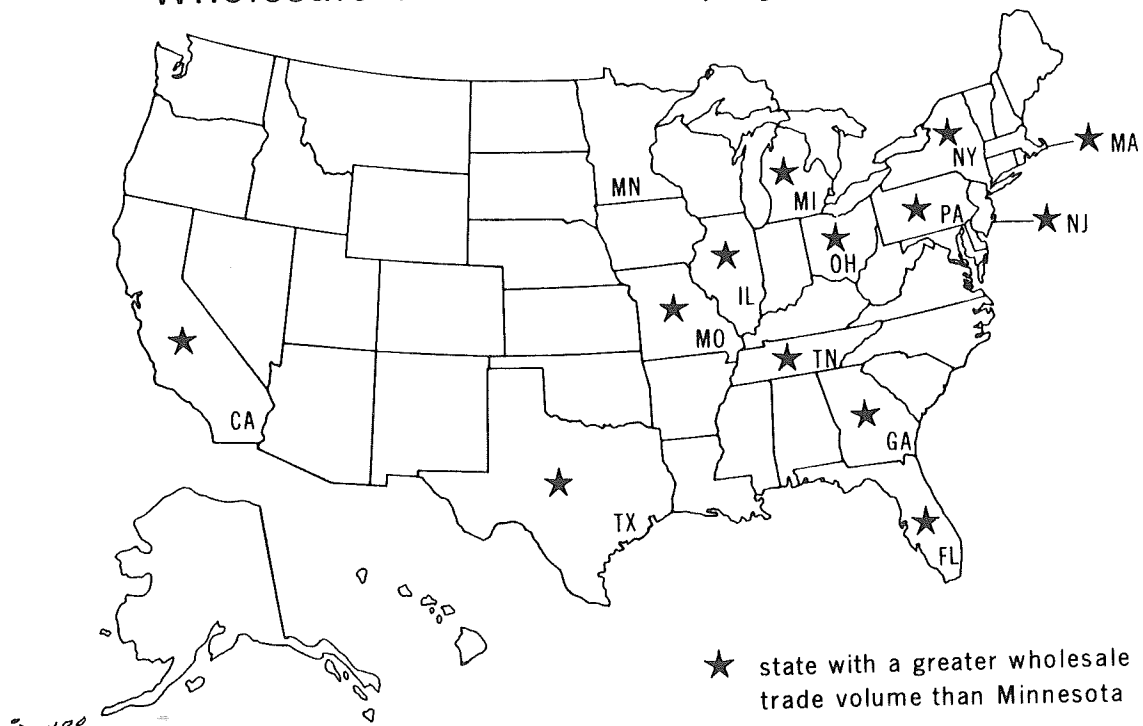 MA
NY
MN
MI
PA
NJ
OH
IL
MO
TN
CA
GA
TX
FL
state with a greater wholesale
trade volume than Minnesota